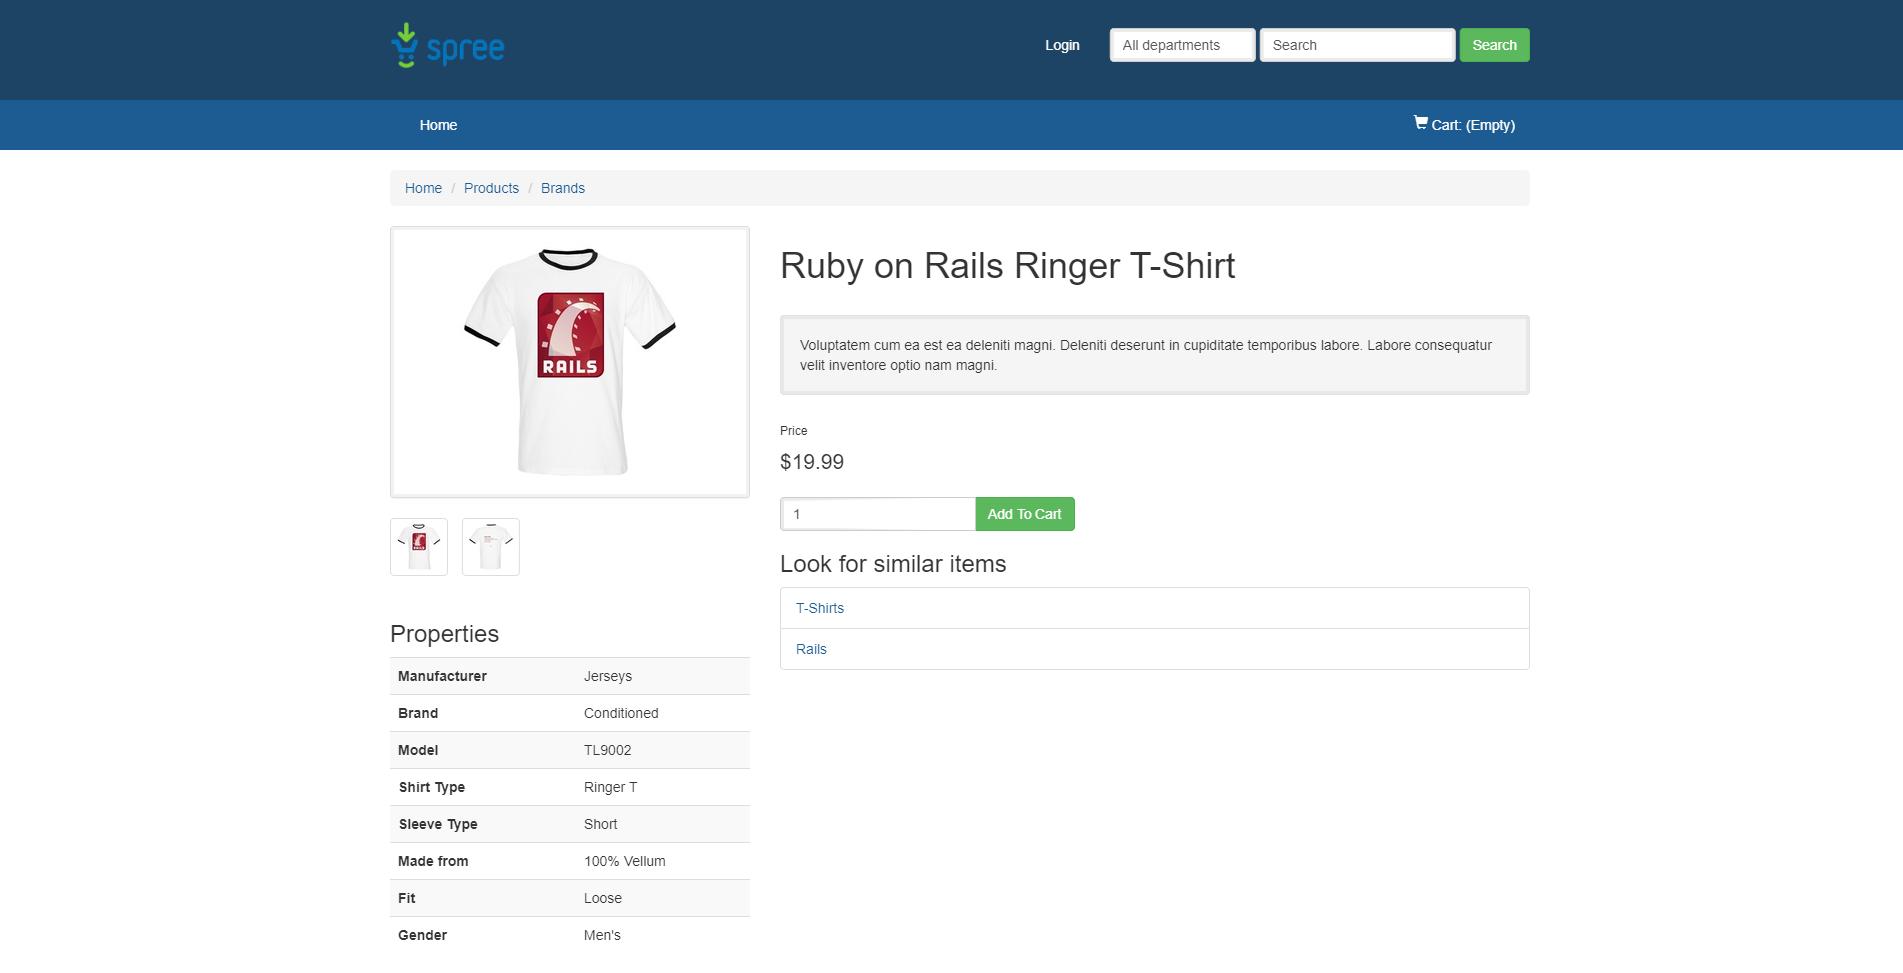 spree
Login
All departments
Search
Search
Home
Cart: (Empty)
Home / Products / Brands
RAILS
Ruby on Rails Ringer T-Shirt
Voluptatem cum ea est ea deleniti magni. Deleniti deserunt in cupiditate temporibus labore. Labore consequatur
velit inventore optio nam magni.
Price
$19.99
1
Add To Cart
RAILS
Look for similar items
T-Shirts
Rails
Properties
Manufacturer Jerseys
Brand Conditioned
Model TL9002
Shirt Type Ringer T
Sleeve Type Short
Made from 100% Vellum
Fit Loose
Gender Men's